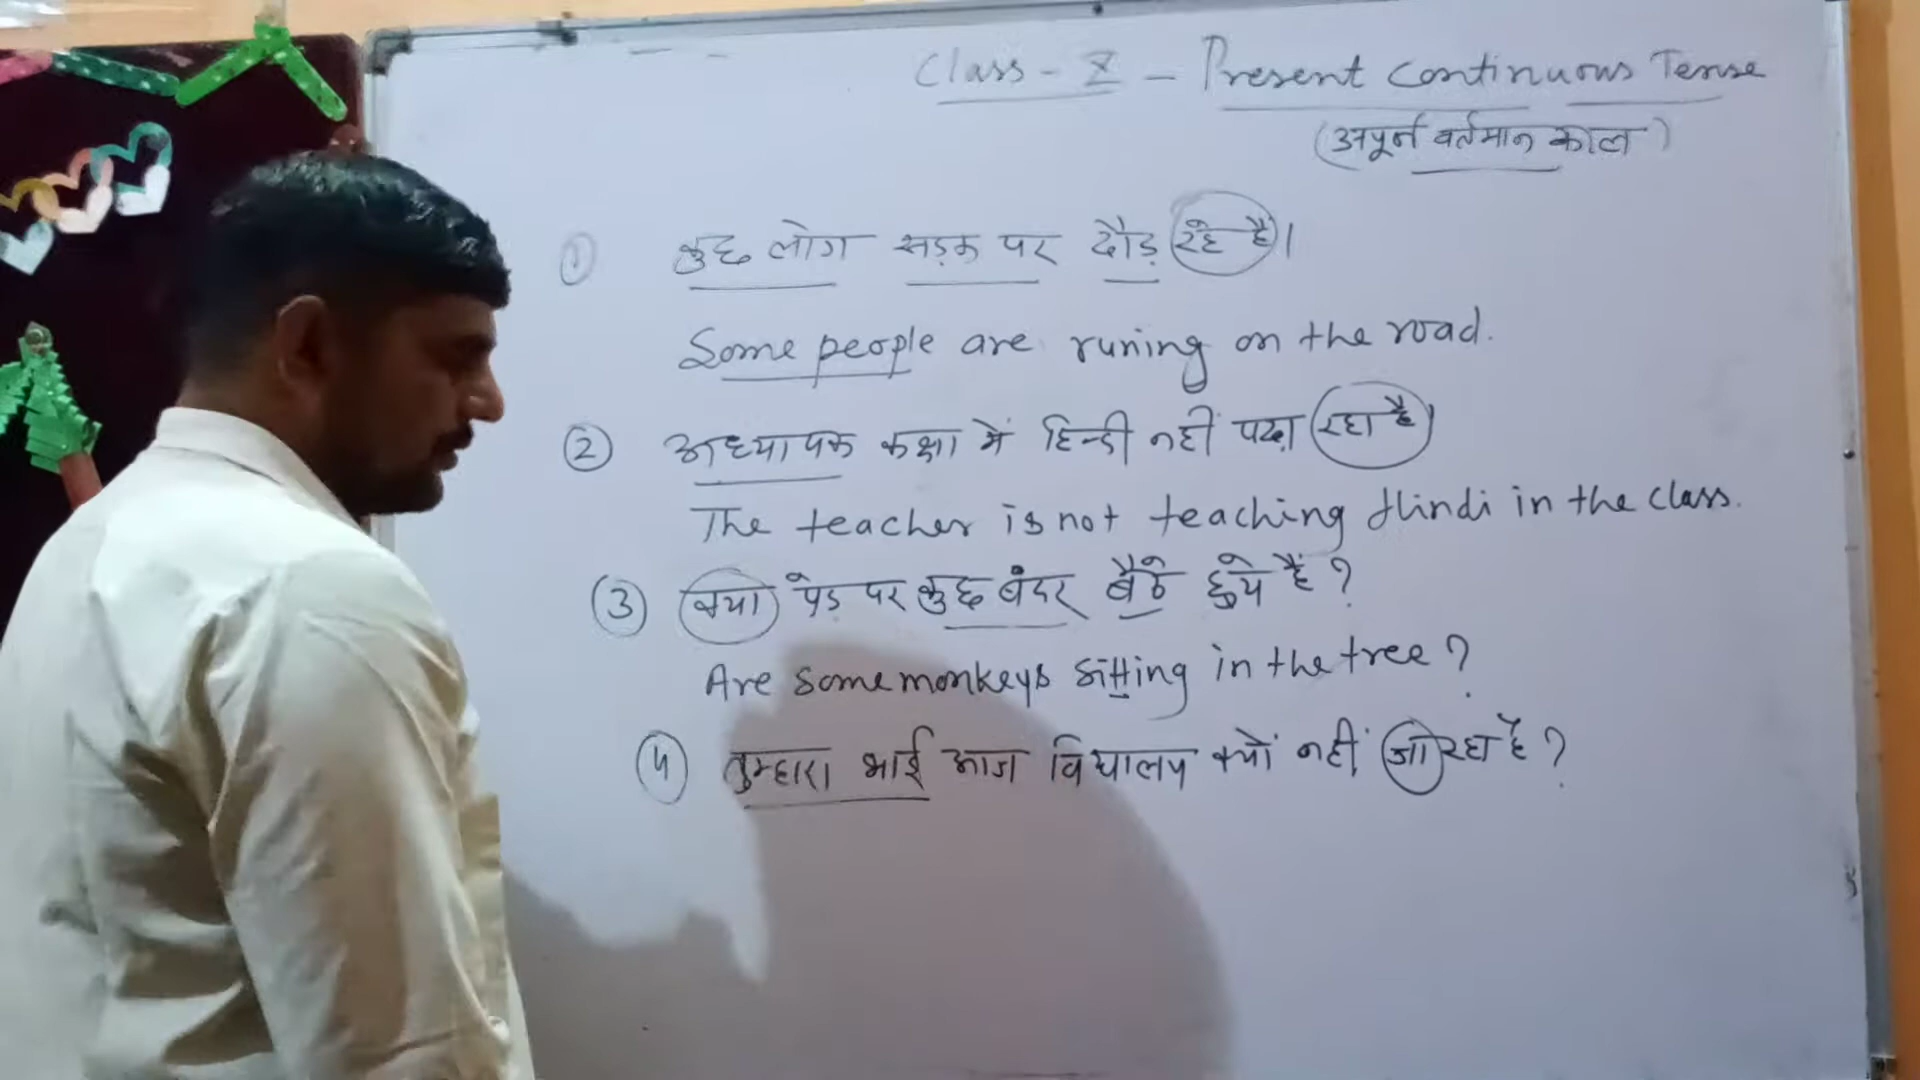 Class - X - Present Continuous Tense
(अपूर्न वर्तमान काल)
① कुछ लोग सड़क पर दौड़ रहे है।
Some people are runing on the road.
② अध्यापक कक्षा में हिन्दी नहीं पढ़ा रहा है।
The teacher is not teaching Hindi in the class.
③ क्या पेड पर कुछ बंदर बैठे हुये हैं ?
Are some monkeys sitting in the tree ?
④ तुम्हारा भाई आज विद्यालय क्यों नहीं जा रहा है ?